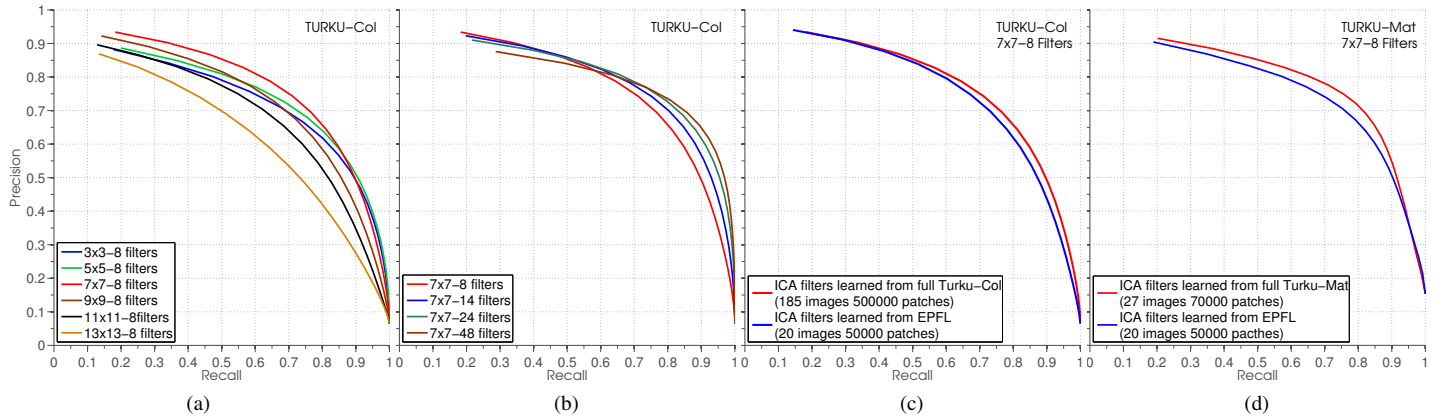 TURKU-Col
Precision
1
0.9
0.8
0.7
0.6
0.5
0.4
0.3
0.2
0.1
0
3x3-8 filters
5x5-8 filters
7x7-8 filters
9x9-8 filters
11x11-8filters
13x13-8 filters
0 0.1 0.2 0.3 0.4 0.5 0.6 0.7 0.8 0.9 1
Recall
(a)
TURKU-Col
7x7-8 filters
7x7-14 filters
7x7-24 filters
7x7-48 filters
0.1 0.2 0.3 0.4 0.5 0.6 0.7 0.8 0.9 1
Recall
(b)
TURKU-Col
7x7-8 Filters
ICA filters learned from full Turku-Col
(185 images 500000 patches)
ICA filters learned from EPFL
(20 images 50000 patches)
0.1 0.2 0.3 0.4 0.5 0.6 0.7 0.8 0.9 1
Recall
(c)
TURKU-Mat
7x7-8 Filters
ICA filters learned from full Turku-Mat
(27 images 70000 patches)
ICA filters learned from EPFL
(20 images 50000 pacthes)
0.1 0.2 0.3 0.4 0.5 0.6 0.7 0.8 0.9 1
Recall
(d)